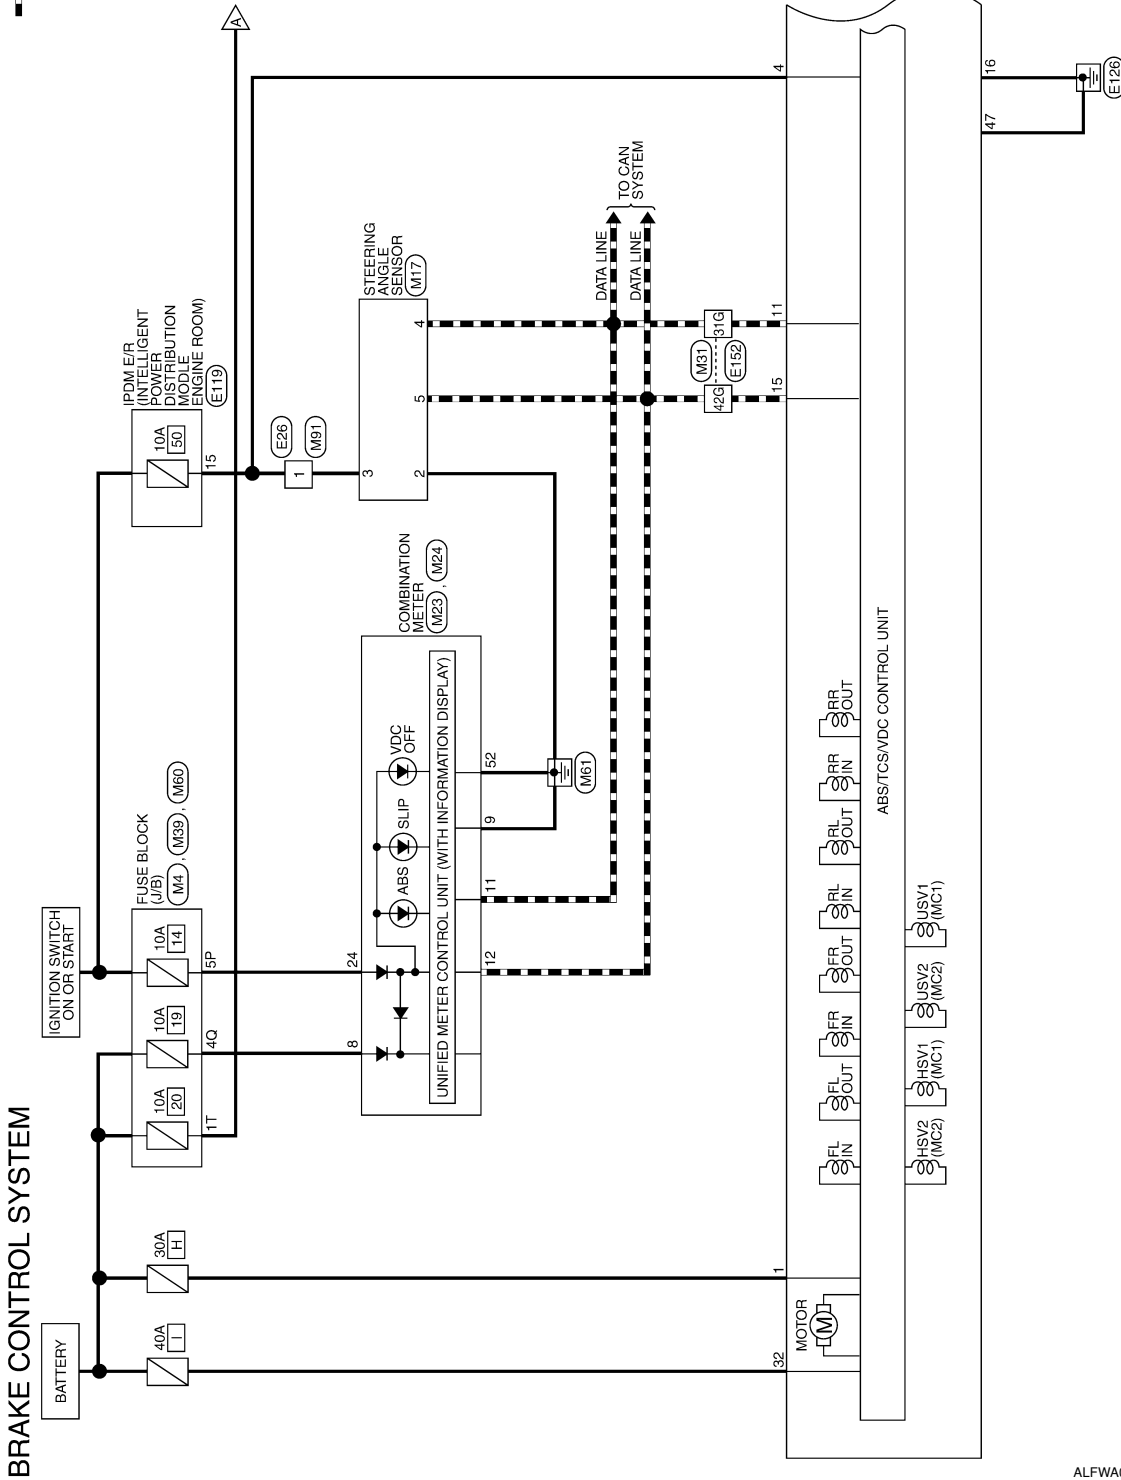 BRAKE CONTROL SYSTEM
BATTERY
IGNITION SWITCH
ON OR START
40A
I
30A
H
FUSE BLOCK
(J/B)
M4 , M39 , M60
10A
20
10A
19
10A
14
1T
4Q
5P
IPDM E/R
(INTELLIGENT
POWER
DISTRIBUTION
MODLE
ENGINE ROOM)
E119
10A
50
15
A
E26
M91
1
STEERING
ANGLE
SENSOR
M17
3
2
5
4
COMBINATION
METER
M23 , M24
8
24
ABS
SLIP
VDC
OFF
UNIFIED METER CONTROL UNIT (WITH INFORMATION DISPLAY)
12
11
9
52
M61
DATA LINE
DATA LINE
TO CAN
SYSTEM
42G
31G
M31
E152
32
1
15
11
4
MOTOR
M
FL
IN
FL
OUT
FR
IN
FR
OUT
RL
IN
RL
OUT
RR
IN
RR
OUT
ABS/TCS/VDC CONTROL UNIT
HSV2
(MC2)
HSV1
(MC1)
USV2
(MC2)
USV1
(MC1)
47
16
E126